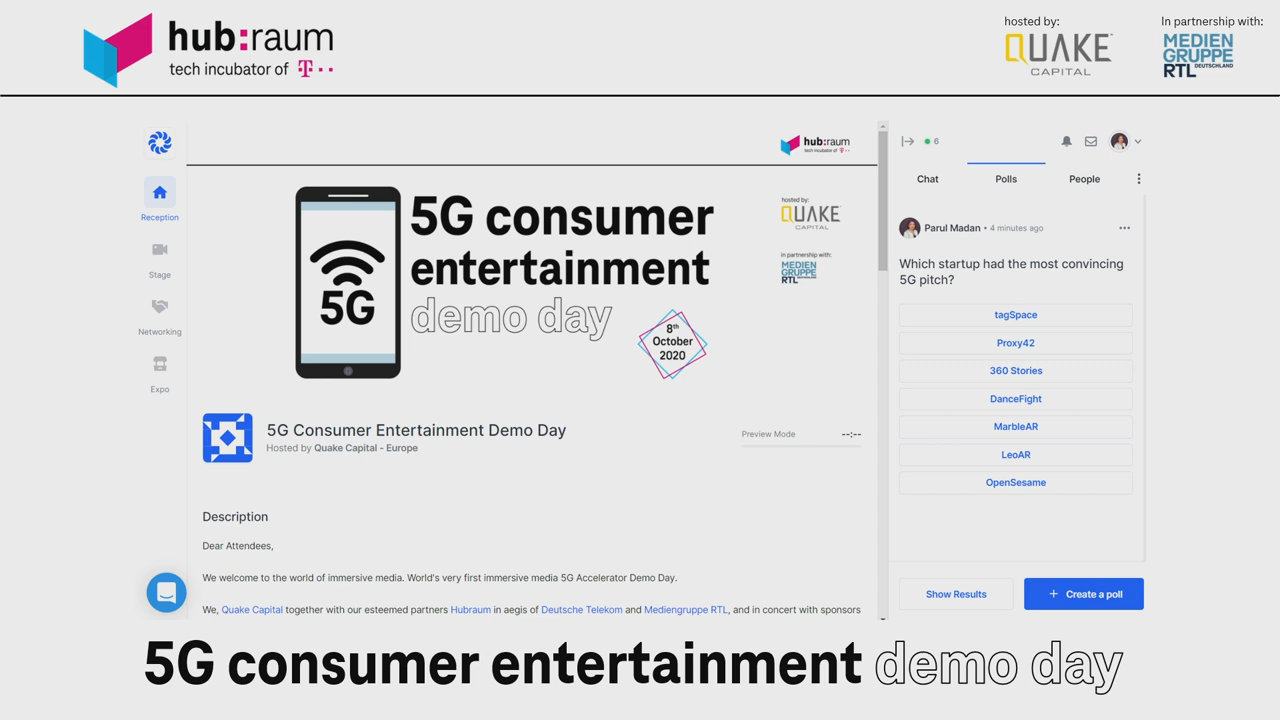 hub:raum
tech incubator of T
hosted by:
QUAKE
CAPITAL
In partnership with:
MEDIEN
GRUPPE
RTL DEUTSCHLAND
Reception
Stage
Networking
Expo
hub:raum
tech incubator of T
5G
5G consumer
entertainment
demo day
hosted by:
QUAKE
CAPITAL
in partnership with:
MEDIEN
GRUPPE
RTL
8th
October
2020
5G Consumer Entertainment Demo Day
Hosted by Quake Capital - Europe
Preview Mode --:--
Description
Dear Attendees,
We welcome to the world of immersive media. World's very first immersive media 5G Accelerator Demo Day.
We, Quake Capital together with our esteemed partners Hubraum in aegis of Deutsche Telekom and Mediengruppe RTL, and in concert with sponsors
6
Chat Polls People
Parul Madan • 4 minutes ago
Which startup had the most convincing
5G pitch?
tagSpace
Proxy42
360 Stories
DanceFight
MarbleAR
LeoAR
OpenSesame
Show Results
+ Create a poll
5G consumer entertainment demo day